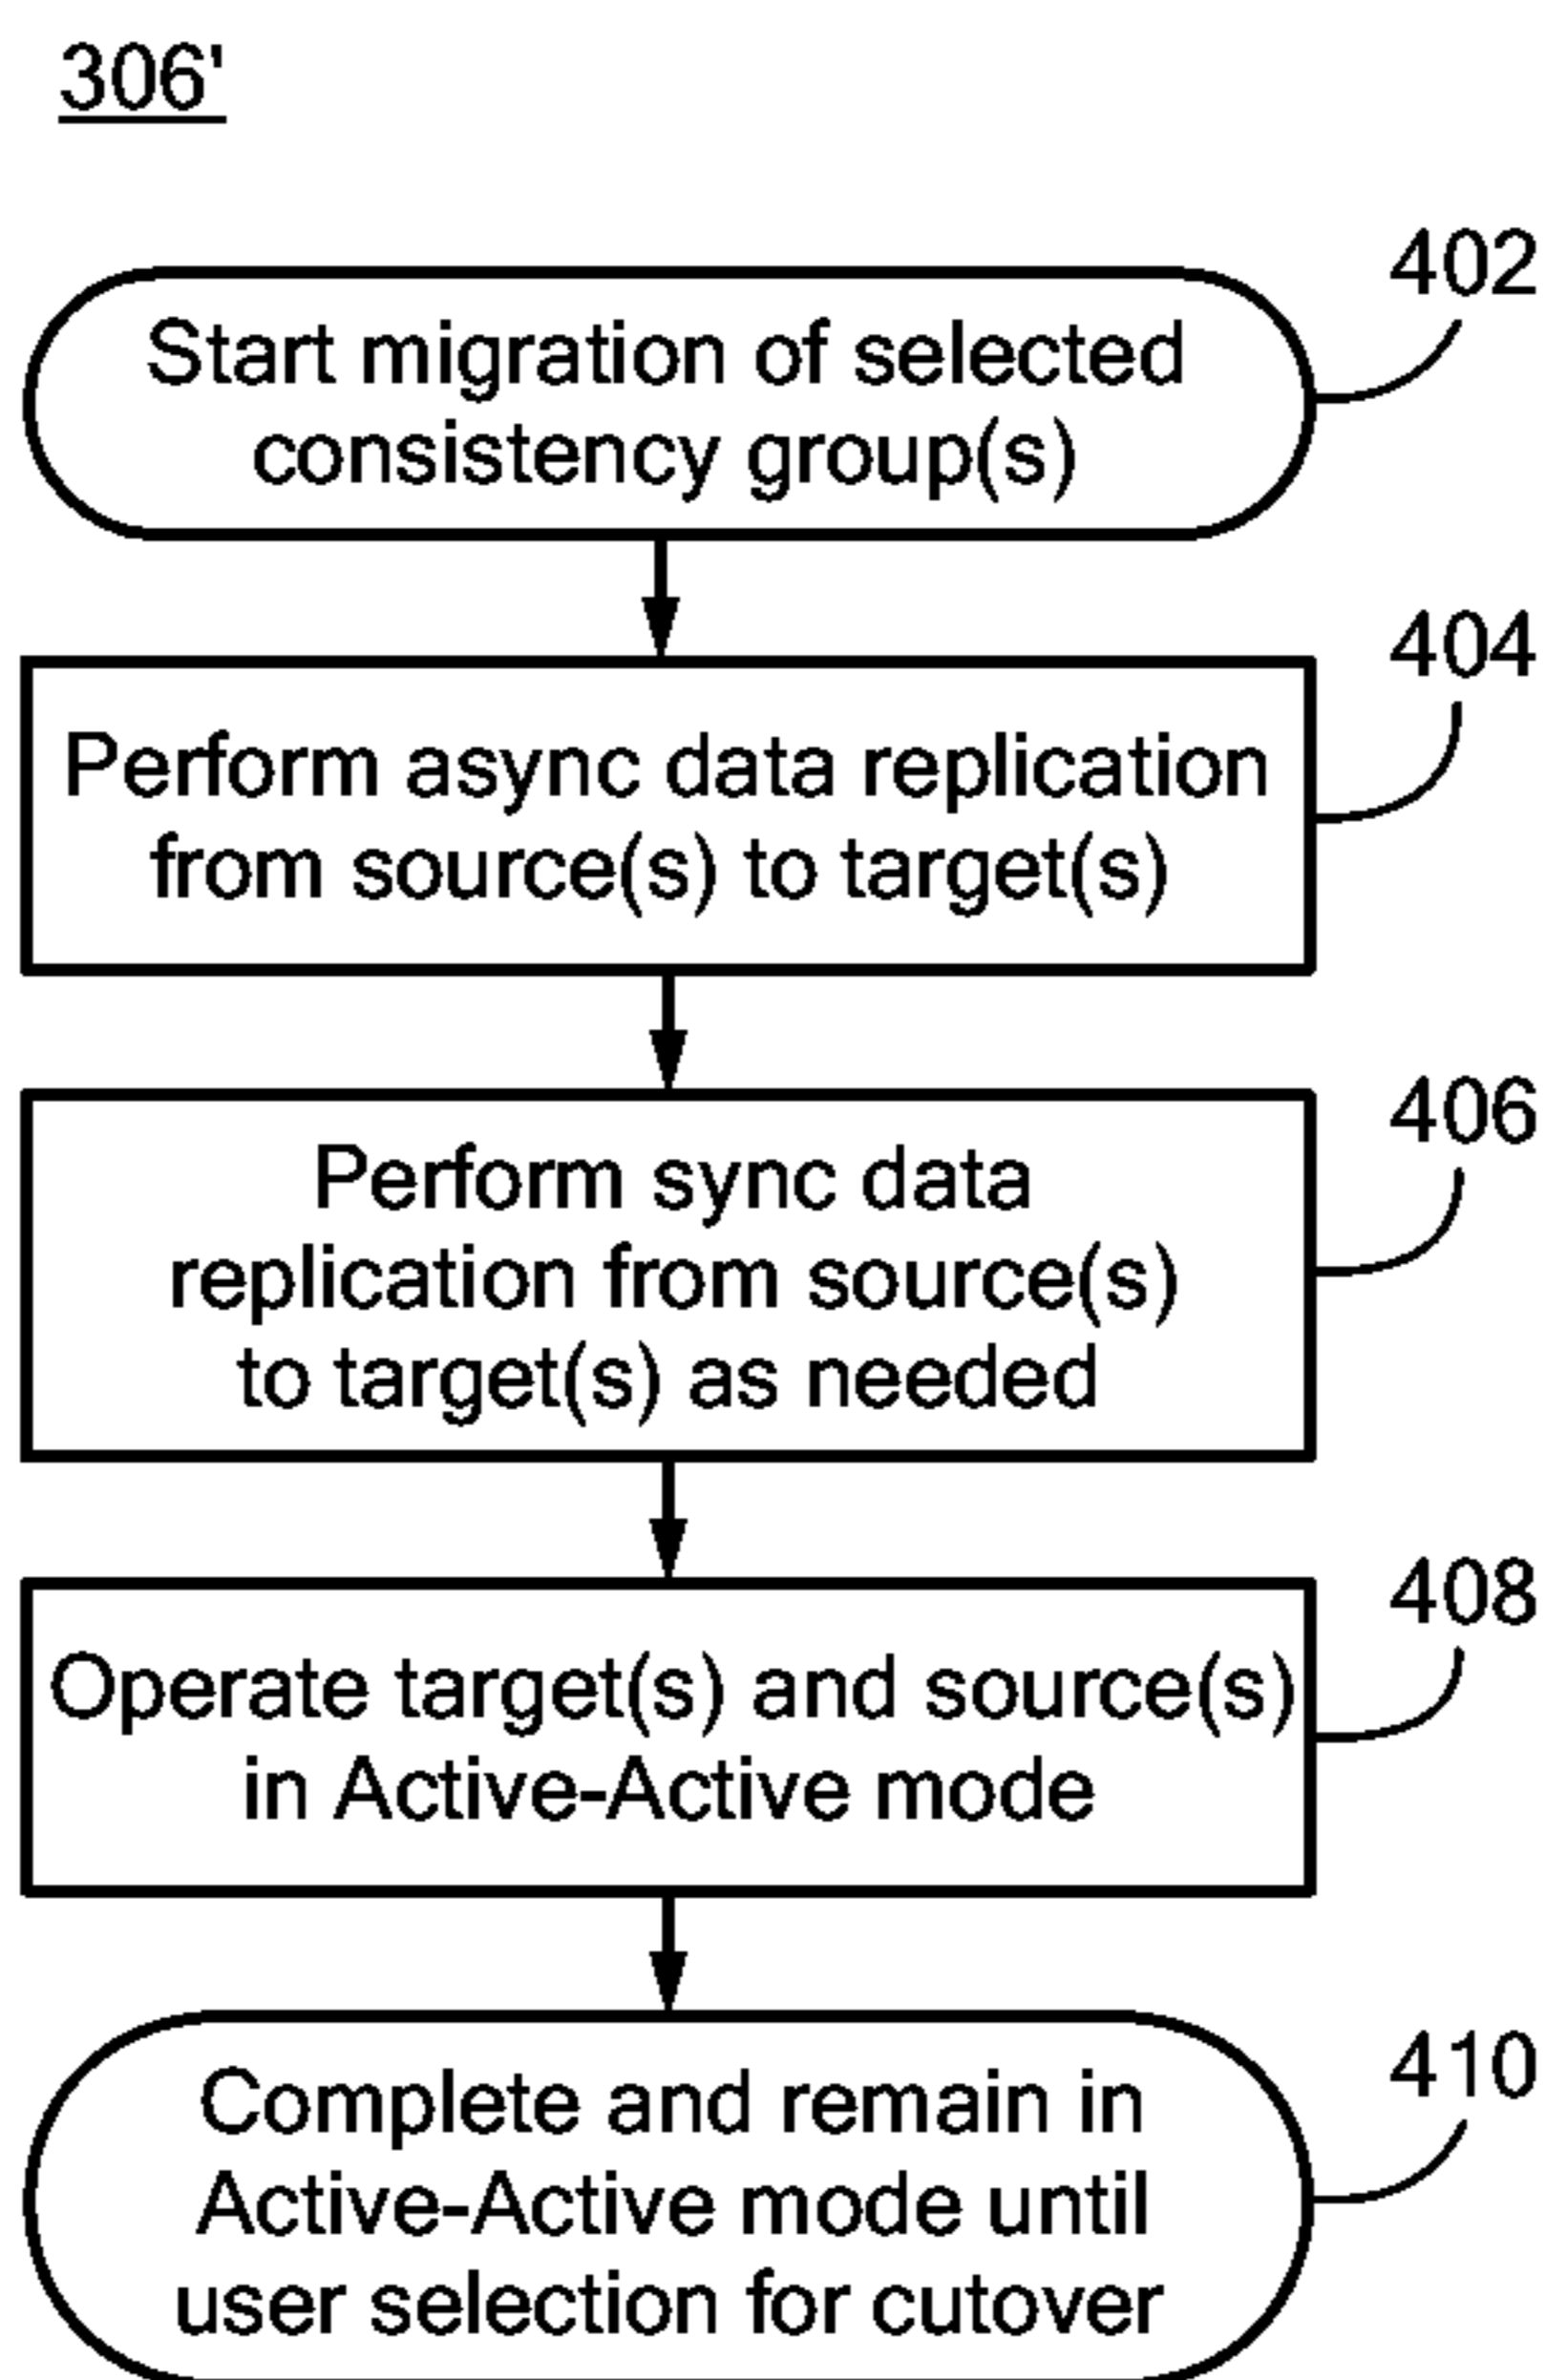 306'
402
Start migration of selected
consistency group(s)
404
Perform async data replication
from source(s) to target(s)
406
Perform sync data
replication from source(s)
to target(s) as needed
408
Operate target(s) and source(s)
in Active-Active mode
410
Complete and remain in
Active-Active mode until
user selection for cutover